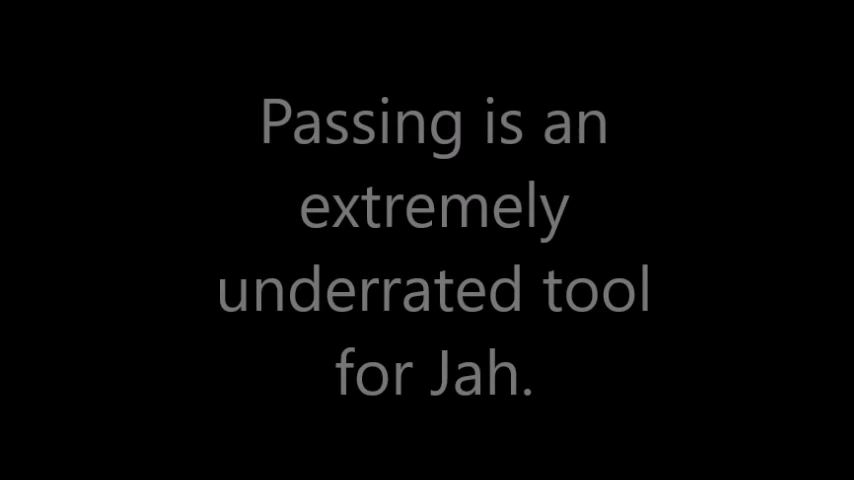 Passing is an
extremely
underrated tool
for Jah.